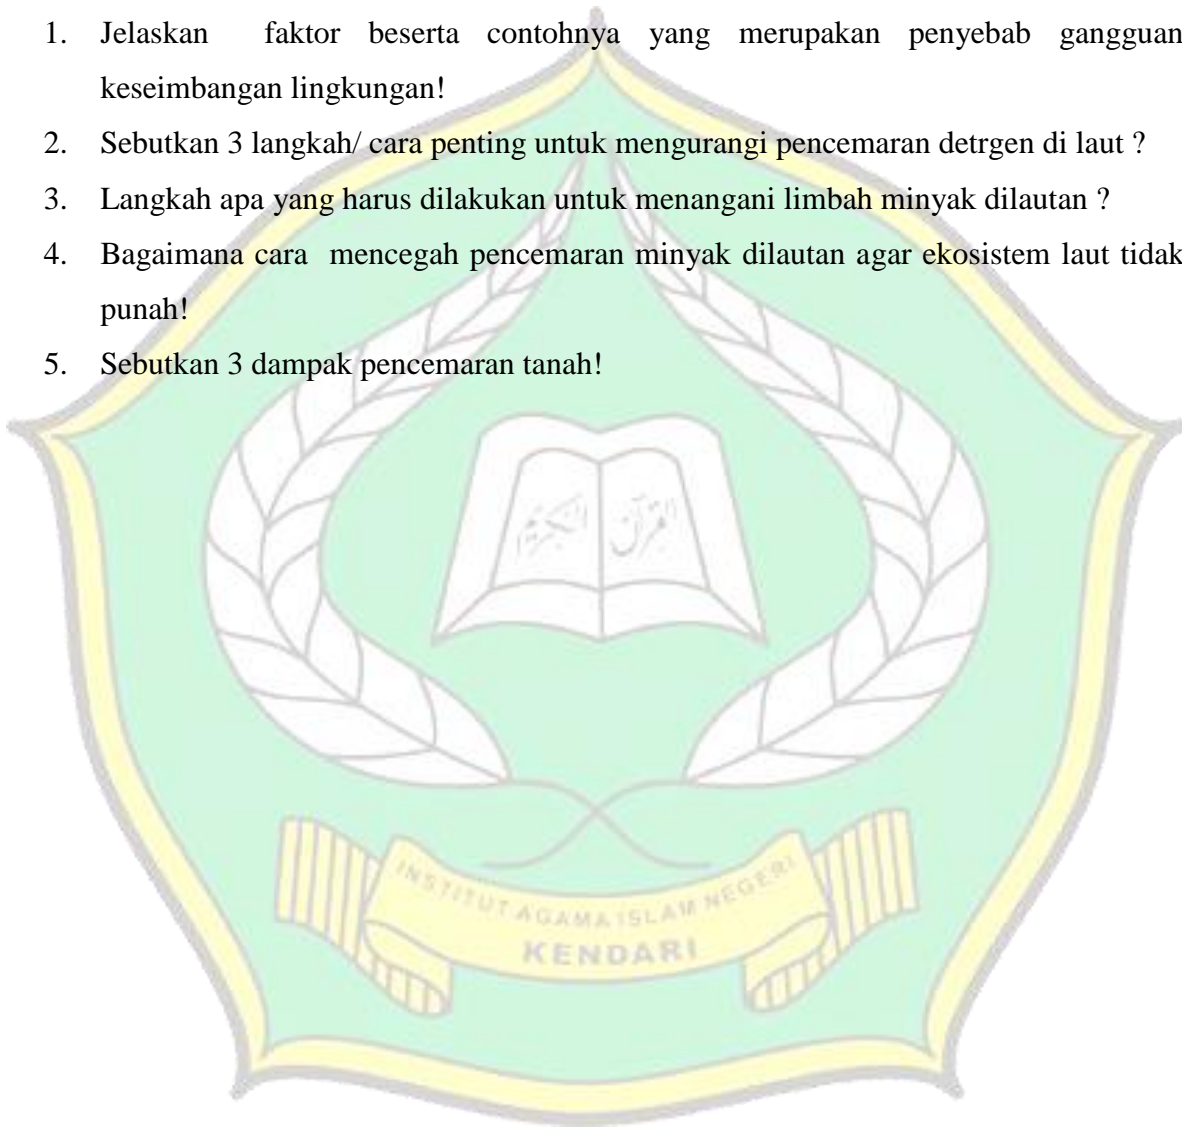 1. Jelaskan faktor beserta contohnya yang merupakan penyebab gangguan
keseimbangan lingkungan!
2. Sebutkan 3 langkah/ cara penting untuk mengurangi pencemaran detrgen di laut ?
3. Langkah apa yang harus dilakukan untuk menangani limbah minyak dilautan ?
4. Bagaimana cara mencegah pencemaran minyak dilautan agar ekosistem laut tidak
punah!
5. Sebutkan 3 dampak pencemaran tanah!
القرآن الكريم
INSTITUT AGAMA ISLAM NEGERI
KENDARI